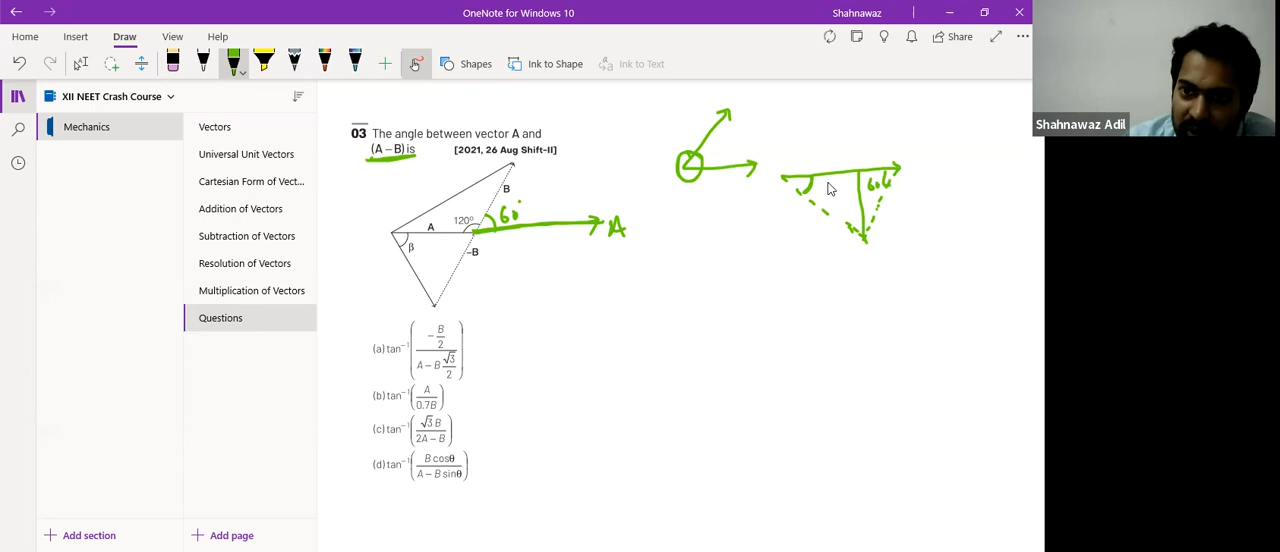 OneNote for Windows 10
Shahnawaz
Home Insert Draw View Help
Share
Shapes
Ink to Shape
Ink to Text
XII NEET Crash Course
Mechanics
Vectors
Universal Unit Vectors
Cartesian Form of Vect...
Addition of Vectors
Subtraction of Vectors
Resolution of Vectors
Multiplication of Vectors
Questions
Add section
Add page
03 The angle between vector A and
(A – B) is [2021, 26 Aug Shift-II]
B
A
120°
60°
A
β
–B
(a) tan⁻¹((–B/2)/(A – B √3/2))
(b) tan⁻¹(A/0.7B)
(c) tan⁻¹(√3 B/(2A – B))
(d) tan⁻¹(B cosθ/(A – B sinθ))
Shahnawaz Adil